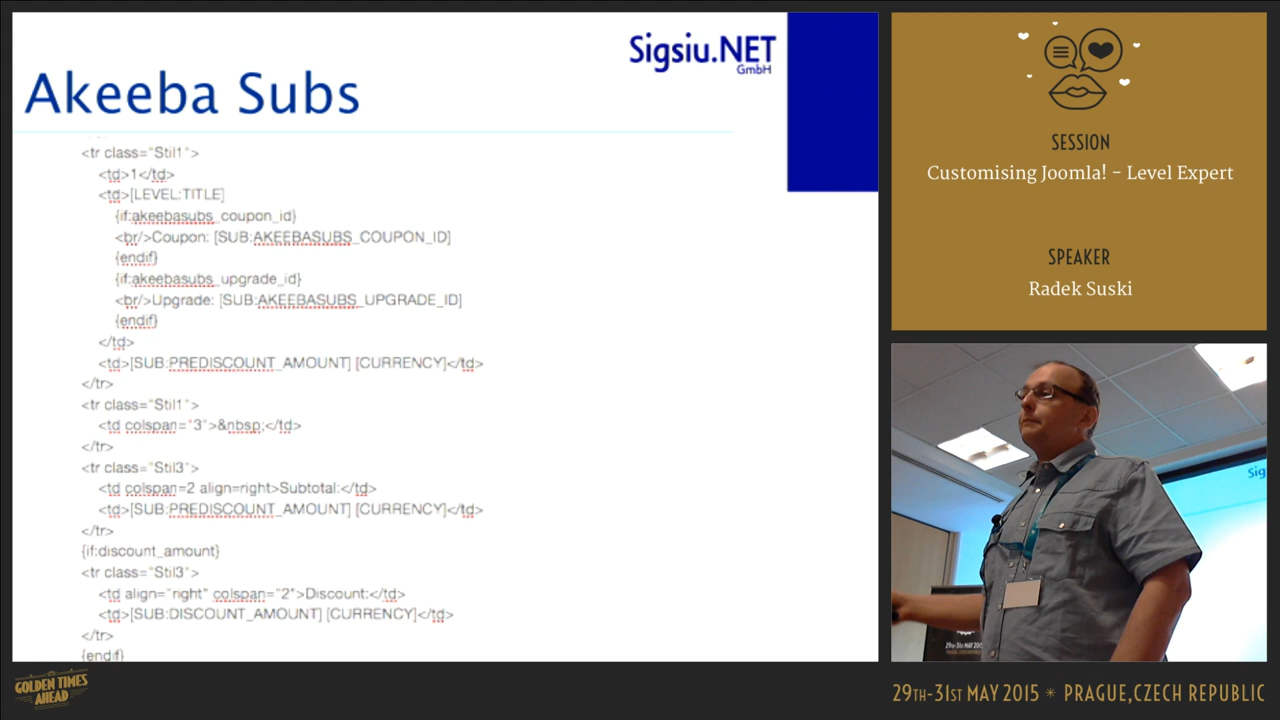 Sigsiu.NET
GmbH
Akeeba Subs
<tr class="Stil1">
<td>1</td>
<td>[LEVEL:TITLE]
{if:akeebasubs_coupon_id}
<br/>Coupon: [SUB:AKEEBASUBS_COUPON_ID]
{endif}
{if:akeebasubs_upgrade_id}
<br/>Upgrade: [SUB:AKEEBASUBS_UPGRADE_ID]
{endif}
</td>
<td>[SUB:PREDISCOUNT_AMOUNT] [CURRENCY]</td>
</tr>
<tr class="Stil1">
<td colspan="3">&nbsp;</td>
</tr>
<tr class="Stil3">
<td colspan=2 align=right>Subtotal:</td>
<td>[SUB:PREDISCOUNT_AMOUNT] [CURRENCY]</td>
</tr>
{if:discount_amount}
<tr class="Stil3">
<td align="right" colspan="2">Discount:</td>
<td>[SUB:DISCOUNT_AMOUNT] [CURRENCY]</td>
</tr>
{endif}
SESSION
Customising Joomla! - Level Expert
SPEAKER
Radek Suski
Sig
29TH-31ST MAY 2015
GOLDEN TIMES
AHEAD
29TH-31ST MAY 2015 * PRAGUE,CZECH REPUBLIC